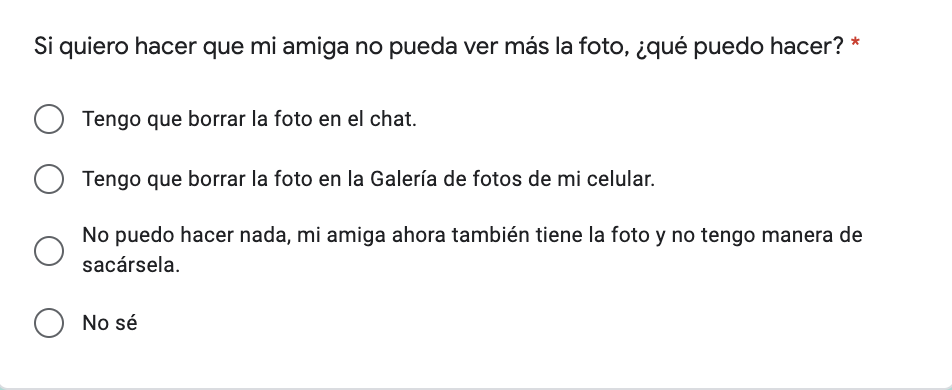 Si quiero hacer que mi amiga no pueda ver más la foto, ¿qué puedo hacer? *
Tengo que borrar la foto en el chat.
Tengo que borrar la foto en la Galería de fotos de mi celular.
No puedo hacer nada, mi amiga ahora también tiene la foto y no tengo manera de
sacársela.
No sé